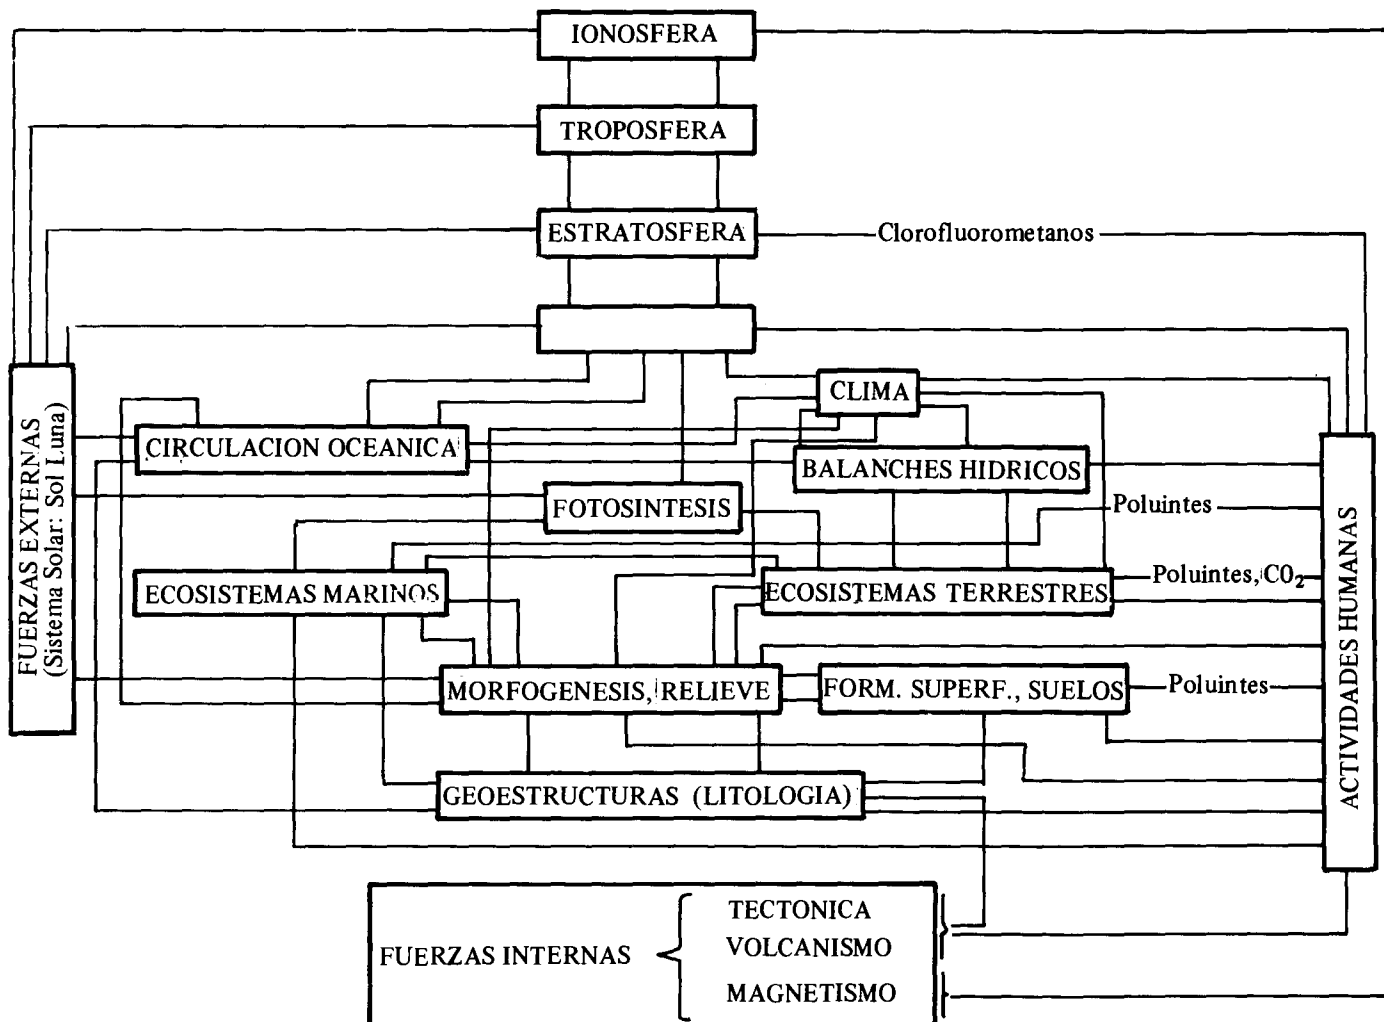 IONOSFERA
TROPOSFERA
ESTRATOSFERA
Clorofluorometanos
CLIMA
FUERZAS EXTERNAS
(Sistema Solar: Sol Luna)
CIRCULACION OCEANICA
BALANCHES HIDRICOS
FOTOSINTESIS
Poluintes
ECOSISTEMAS MARINOS
ECOSISTEMAS TERRESTRES
Poluintes, CO₂
ACTIVIDADES HUMANAS
MORFOGENESIS, RELIEVE
FORM. SUPERF., SUELOS
Poluintes
GEOESTRUCTURAS (LITOLOGIA)
FUERZAS INTERNAS
TECTONICA
VOLCANISMO
MAGNETISMO